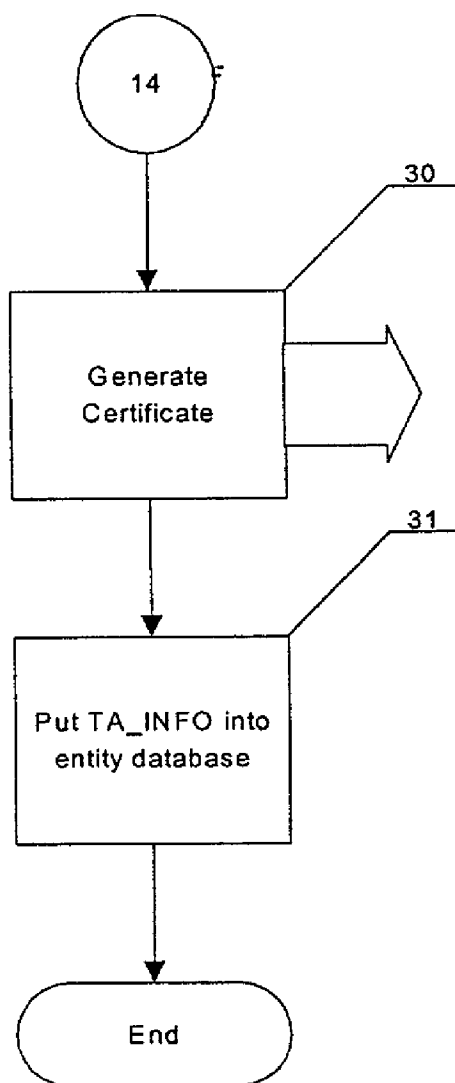 14
30
Generate
Certificate
31
Put TA_INFO into
entity database
End